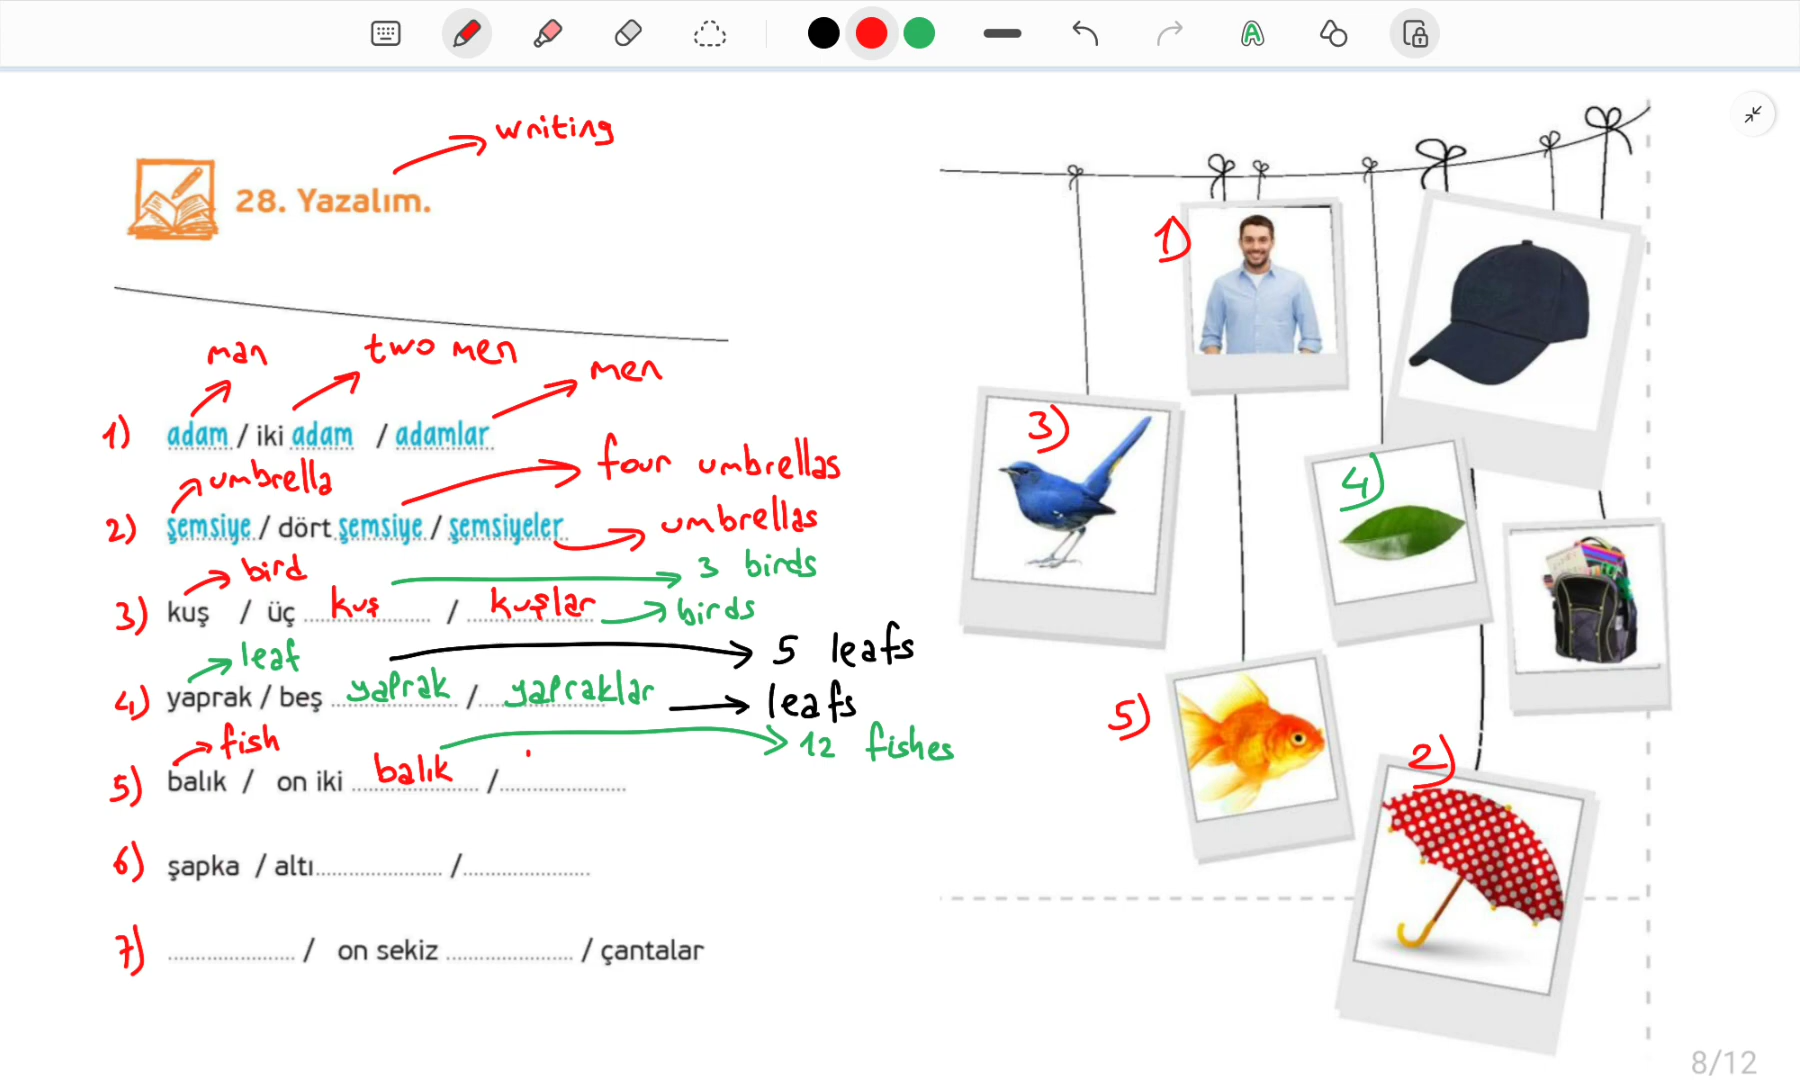 writing
28. Yazalım.
man
two men
men
1) adam / iki adam / adamlar
umbrella
four umbrellas
2) şemsiye / dört şemsiye / şemsiyeler
umbrellas
bird
3 birds
3) kuş / üç kuş / kuşlar
birds
leaf
5 leafs
4) yaprak / beş yaprak / yapraklar
leafs
fish
12 fishes
5) balık / on iki balık / ....................
6) şapka / altı .................... / ....................
7) .................... / on sekiz .................... / çantalar
1)
3)
4)
5)
2)
8/12